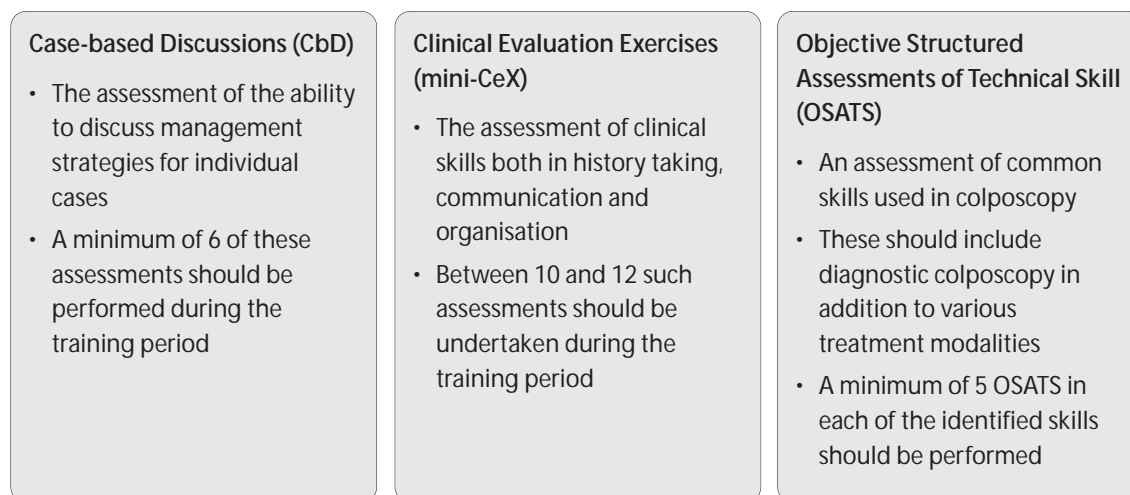 Case-based Discussions (CbD)
• The assessment of the ability
to discuss management
strategies for individual
cases
• A minimum of 6 of these
assessments should be
performed during the
training period
Clinical Evaluation Exercises
(mini-CeX)
• The assessment of clinical
skills both in history taking,
communication and
organisation
• Between 10 and 12 such
assessments should be
undertaken during the
training period
Objective Structured
Assessments of Technical Skill
(OSATS)
• An assessment of common
skills used in colposcopy
• These should include
diagnostic colposcopy in
addition to various
treatment modalities
• A minimum of 5 OSATS in
each of the identified skills
should be performed